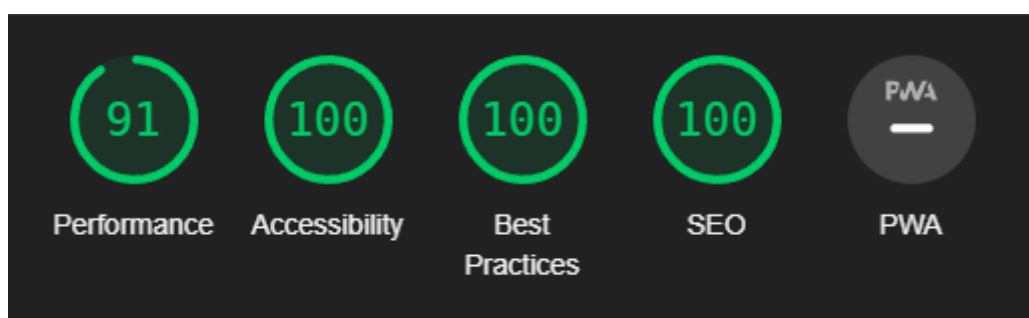 91
100
100
100
PWA
Performance
Accessibility
Best
Practices
SEO
PWA